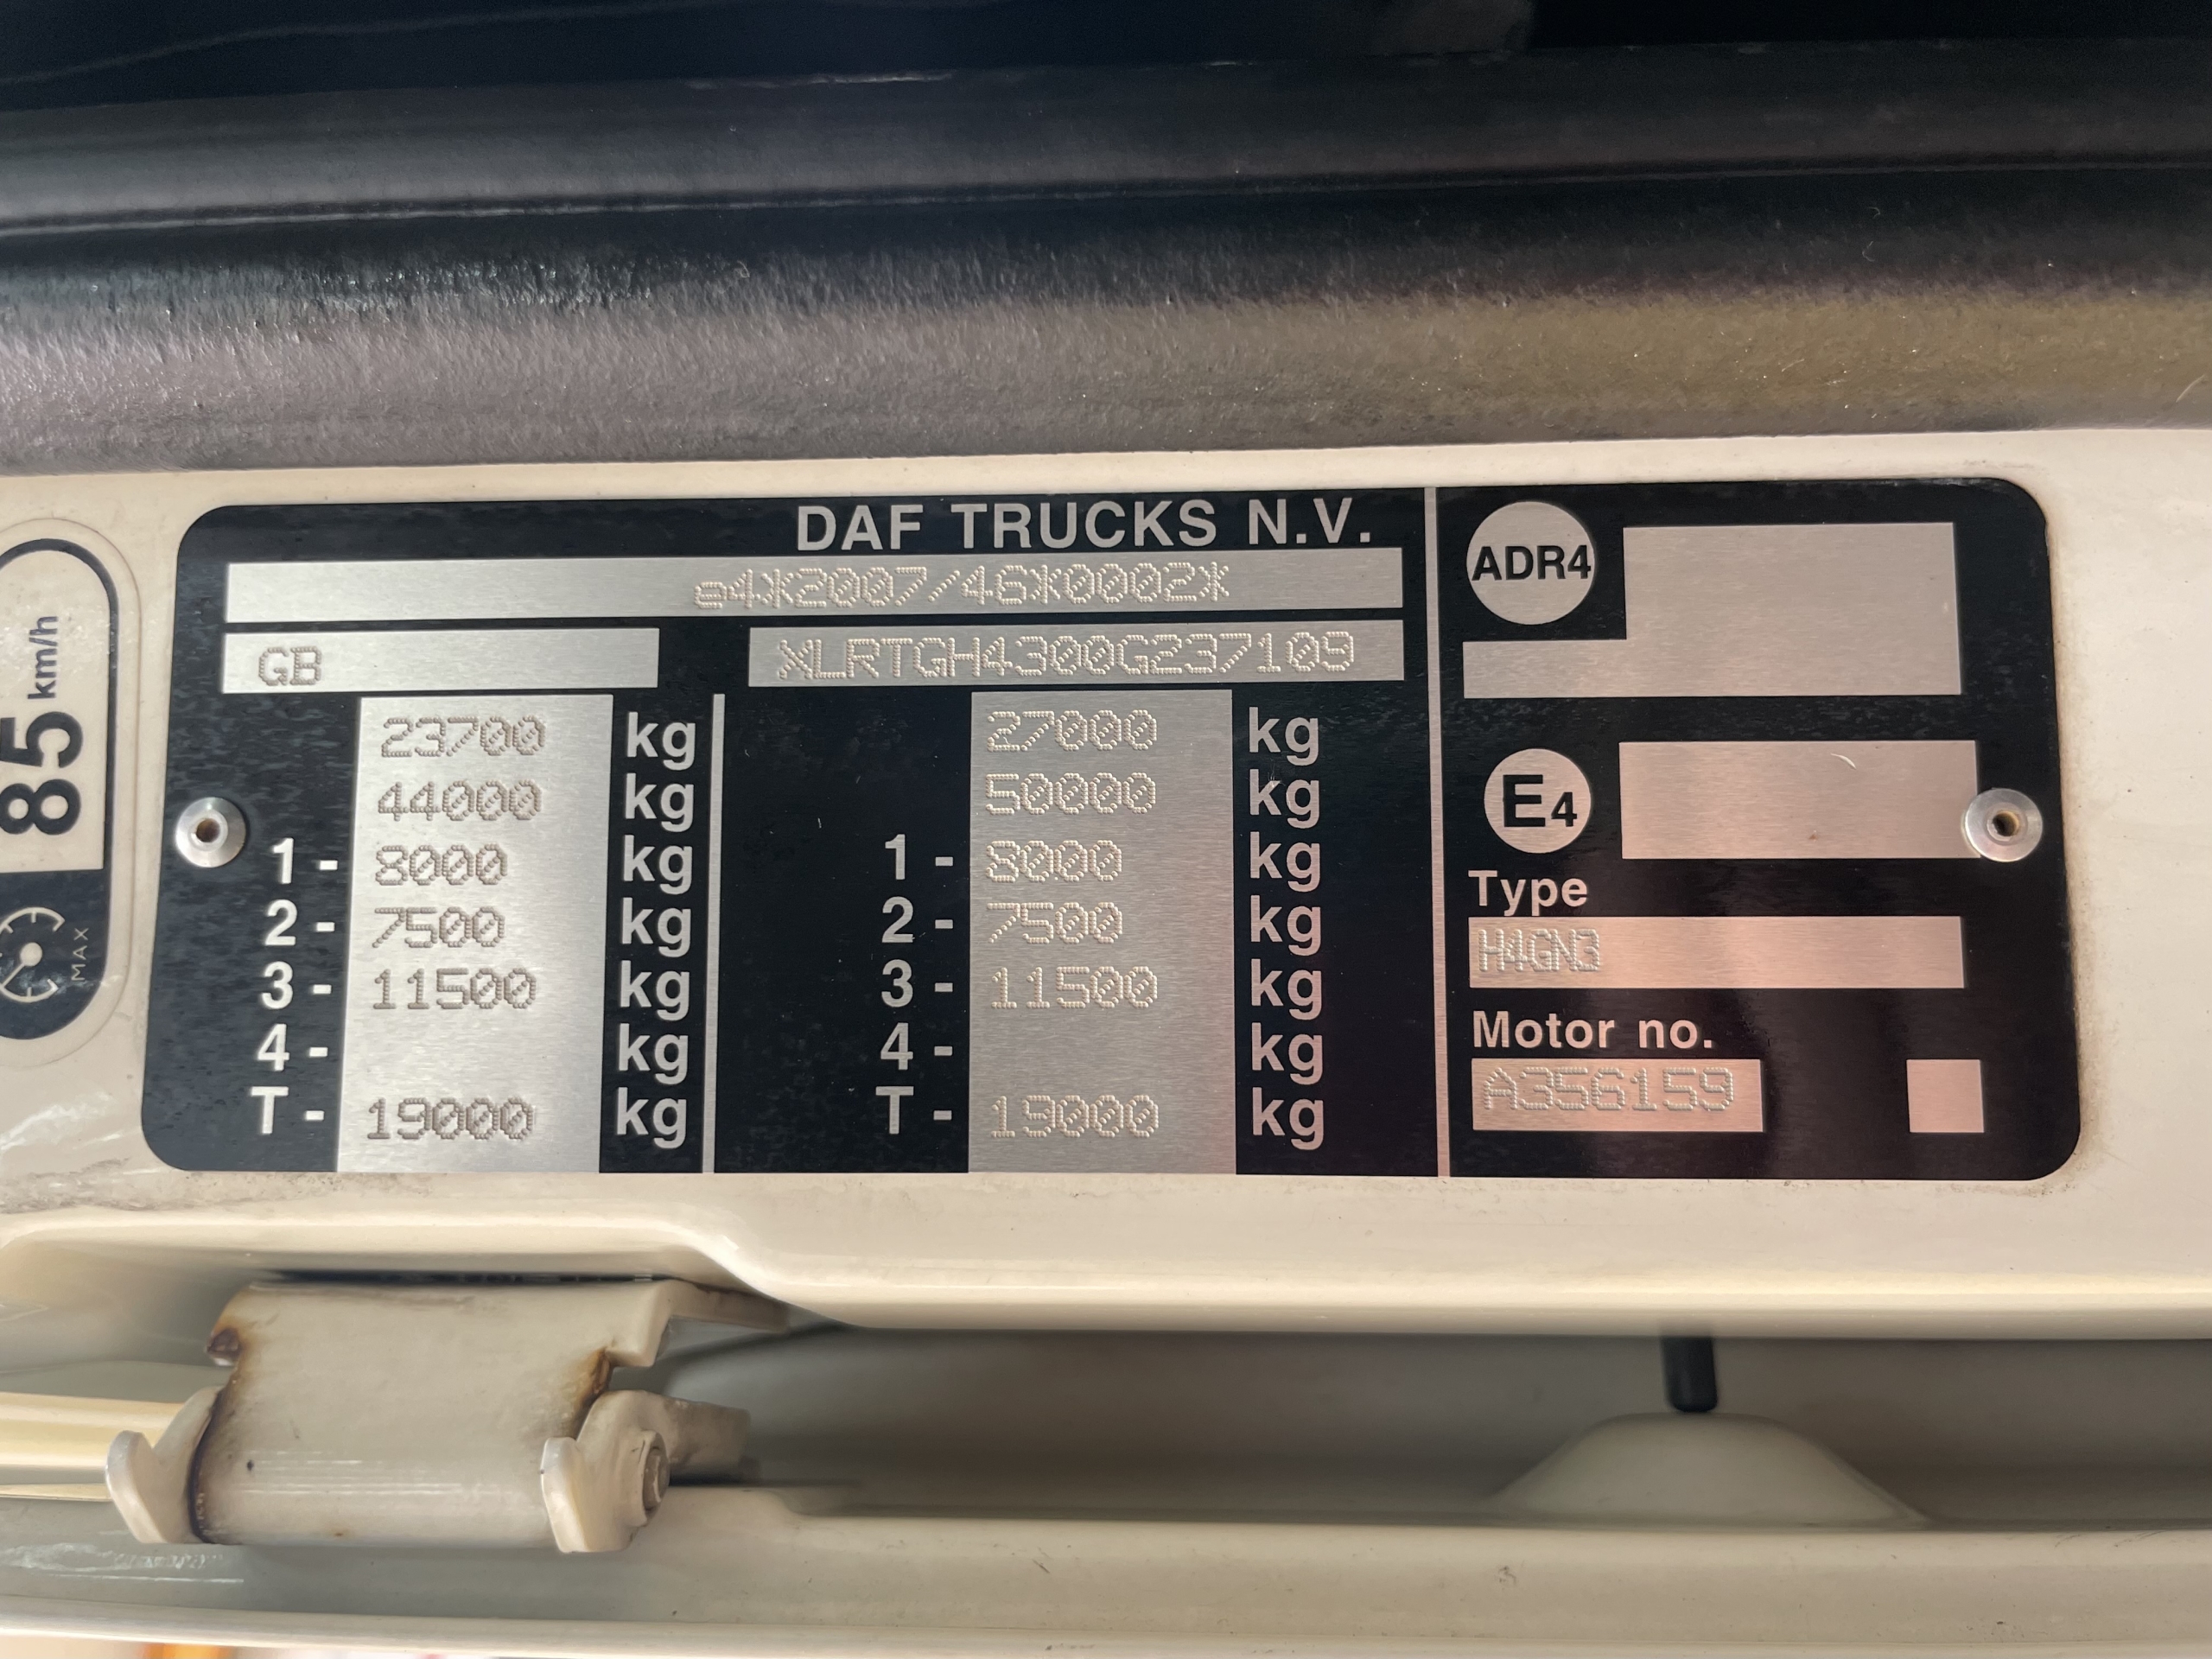 DAF TRUCKS N.V.
e4*2007/46*0002*
GB XLRTGH4300G237109
23700 kg 27000 kg
44000 kg 50000 kg
1 - 8000 kg 1 - 8000 kg
2 - 7500 kg 2 - 7500 kg
3 - 11500 kg 3 - 11500 kg
4 - kg 4 - kg
T - 19000 kg T - 19000 kg
ADR4
E4
Type
H4GN3
Motor no.
A356159
85 km/h
MAX